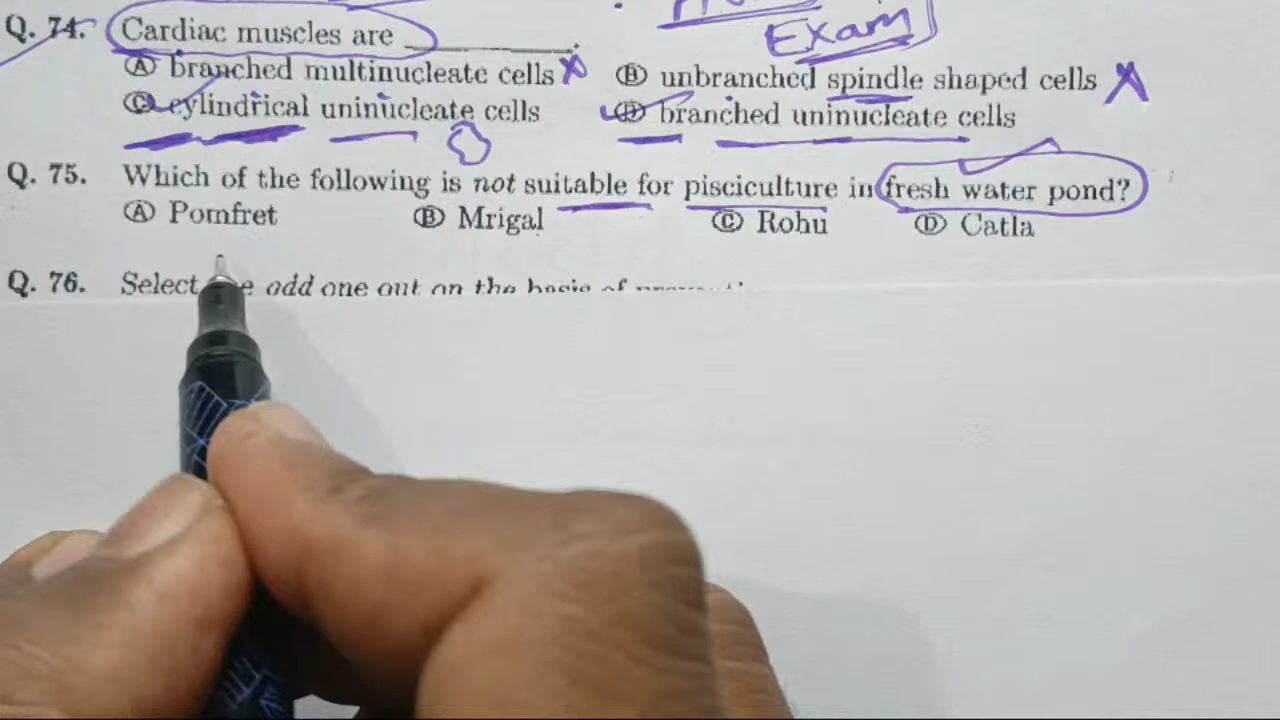 Q. 74. Cardiac muscles are ____________.
Exam
Ⓐ branched multinucleate cells Ⓑ unbranched spindle shaped cells
Ⓒ cylindrical uninucleate cells Ⓓ branched uninucleate cells
Q. 75. Which of the following is not suitable for pisciculture in fresh water pond?
Ⓐ Pomfret Ⓑ Mrigal Ⓒ Rohu Ⓓ Catla
Q. 76. Select odd one out on the basis of